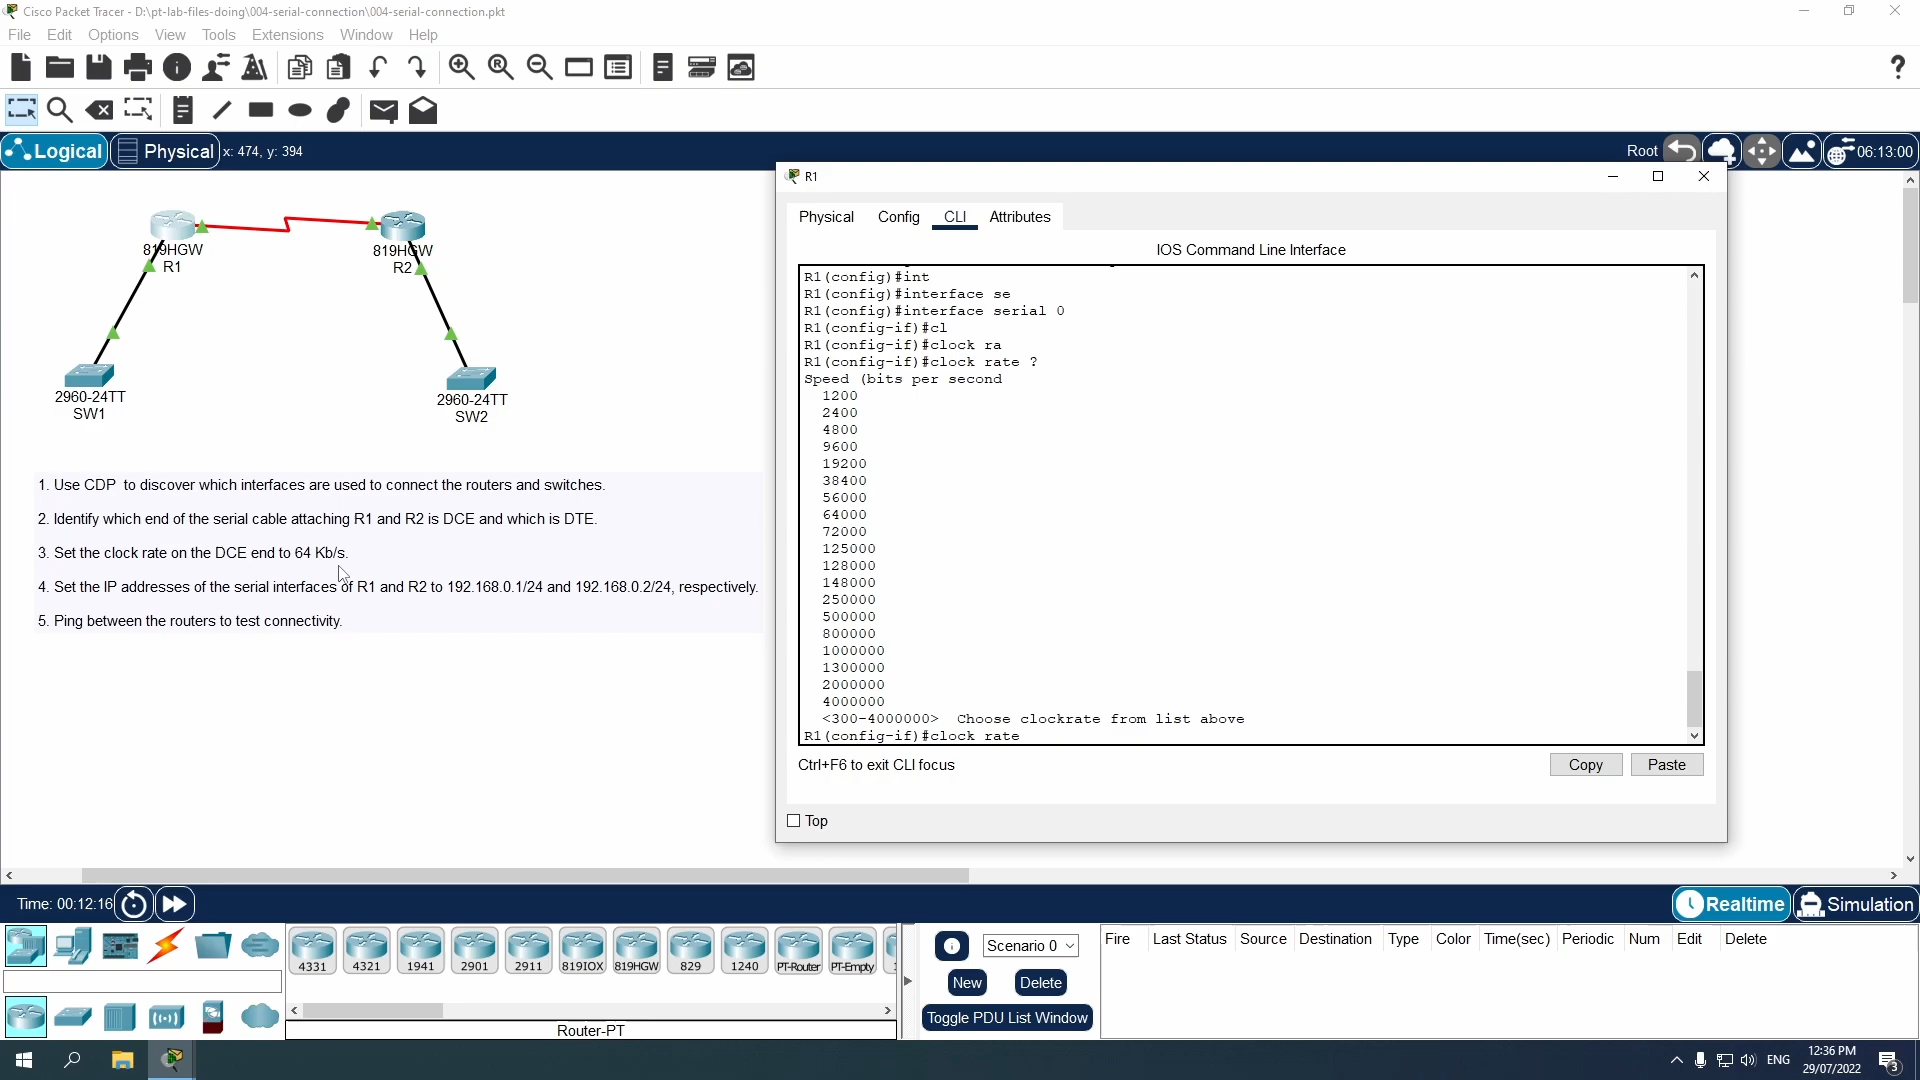 Cisco Packet Tracer - D:\pt-lab-files-doing\004-serial-connection\004-serial-connection.pkt
File Edit Options View Tools Extensions Window Help
Logical Physical x: 474, y: 394 Root 06:13:00
819HGW
R1
819HGW
R2
2960-24TT
SW1
2960-24TT
SW2
1. Use CDP  to discover which interfaces are used to connect the routers and switches.
2. Identify which end of the serial cable attaching R1 and R2 is DCE and which is DTE.
3. Set the clock rate on the DCE end to 64 Kb/s.
4. Set the IP addresses of the serial interfaces of R1 and R2 to 192.168.0.1/24 and 192.168.0.2/24, respectively.
5. Ping between the routers to test connectivity.
R1
Physical Config CLI Attributes
IOS Command Line Interface
R1(config)#int
R1(config)#interface se
R1(config)#interface serial 0
R1(config-if)#cl
R1(config-if)#clock ra
R1(config-if)#clock rate ?
Speed (bits per second
1200
2400
4800
9600
19200
38400
56000
64000
72000
125000
128000
148000
250000
500000
800000
1000000
1300000
2000000
4000000
<300-4000000>  Choose clockrate from list above
R1(config-if)#clock rate
Ctrl+F6 to exit CLI focus Copy Paste
Top
Time: 00:12:16 Realtime Simulation
4331 4321 1941 2901 2911 819IOX 819HGW 829 1240 PT-Router PT-Empty
Router-PT
Scenario 0
New Delete
Toggle PDU List Window
Fire Last Status Source Destination Type Color Time(sec) Periodic Num Edit Delete
ENG 12:36 PM
29/07/2022 3